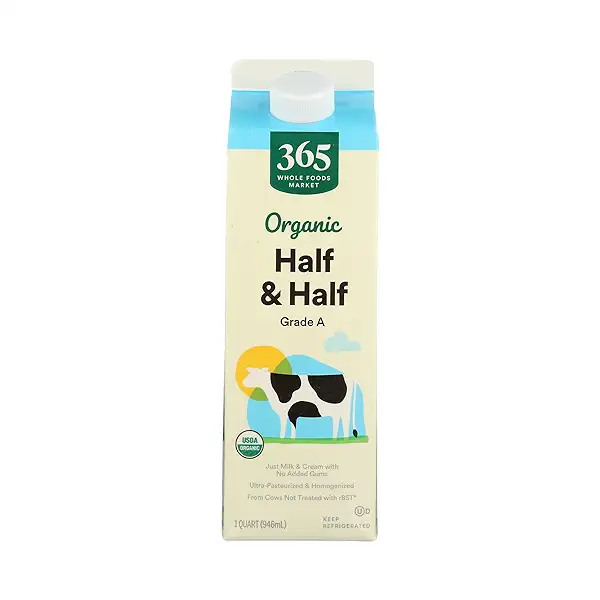 365
WHOLE FOODS
MARKET
Organic
Half
& Half
Grade A
USDA
ORGANIC
Just Milk & Cream with
No Added Gums
Ultra-Pasteurized & Homogenized
From Cows Not Treated with rBST*
U D
1 QUART (946mL)
KEEP
REFRIGERATED